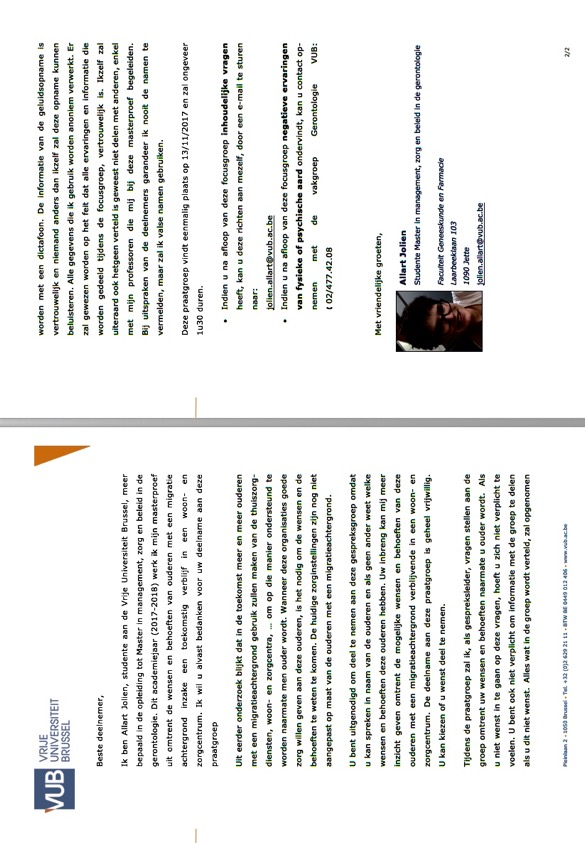 VUB
VRIJE
UNIVERSITEIT
BRUSSEL
Beste deelnemer,
Ik ben Allart Jolien, studente aan de Vrije Universiteit Brussel, meer
bepaald in de opleiding tot Master in management, zorg en beleid in de
gerontologie. Dit academiejaar (2017-2018) werk ik mijn masterproef
uit omtrent de wensen en behoeften van ouderen met een migratie
achtergrond inzake een toekomstig verblijf in een woon- en
zorgcentrum. Ik wil u alvast bedanken voor uw deelname aan deze
praatgroep
Uit eerder onderzoek blijkt dat in de toekomst meer en meer ouderen
met een migratieachtergrond gebruik zullen maken van de thuiszorg-
diensten, woon- en zorgcentra, … om op die manier ondersteund te
worden naarmate men ouder wordt. Wanneer deze organisaties goede
zorg willen geven aan deze ouderen, is het nodig om de wensen en de
behoeften te weten te komen. De huidige zorginstellingen zijn nog niet
aangepast op maat van de ouderen met een migratieachtergrond.
U bent uitgenodigd om deel te nemen aan deze gespreksgroep omdat
u kan spreken in naam van de ouderen en als geen ander weet welke
wensen en behoeften deze ouderen hebben. Uw inbreng kan mij meer
inzicht geven omtrent de mogelijke wensen en behoeften van deze
ouderen met een migratieachtergrond verblijvende in een woon- en
zorgcentrum. De deelname aan deze praatgroep is geheel vrijwillig.
U kan kiezen of u wenst deel te nemen.
Tijdens de praatgroep zal ik, als gespreksleider, vragen stellen aan de
groep omtrent uw wensen en behoeften naarmate u ouder wordt. Als
u niet wenst in te gaan op deze vragen, hoeft u zich niet verplicht te
voelen. U bent ook niet verplicht om informatie met de groep te delen
als u dit niet wenst. Alles wat in de groep wordt verteld, zal opgenomen
Pleinlaan 2 - 1050 Brussel - Tel. +32 (0)2 629 21 11 - BTW BE 0449 012 406 - www.vub.ac.be
worden met een dictafoon. De informatie van de geluidsopname is
vertrouwelijk en niemand anders dan ikzelf zal deze opname kunnen
beluisteren. Alle gegevens die ik gebruik worden anoniem verwerkt. Er
zal gewezen worden op het feit dat alle ervaringen en informatie die
worden gedeeld tijdens de focusgroep, vertrouwelijk is. Ikzelf zal
uiteraard ook hetgeen verteld is geweest niet delen met anderen, enkel
met mijn professoren die mij bij deze masterproef begeleiden.
Bij uitspraken van de deelnemers garandeer ik nooit de namen te
vermelden, maar zal ik valse namen gebruiken.
Deze praatgroep vindt eenmalig plaats op 13/11/2017 en zal ongeveer
1u30 duren.
• Indien u na afloop van deze focusgroep inhoudelijke vragen
heeft, kan u deze richten aan mezelf, door een e-mail te sturen
naar:
jolien.allart@vub.ac.be
• Indien u na afloop van deze focusgroep negatieve ervaringen
van fysieke of psychische aard ondervindt, kan u contact op-
nemen met de vakgroep Gerontologie VUB:
( 02/477.42.08
Met vriendelijke groeten,
Allart Jolien
Studente Master in management, zorg en beleid in de gerontologie
Faculteit Geneeskunde en Farmacie
Laarbeeklaan 103
1090 Jette
jolien.allart@vub.ac.be
2/2